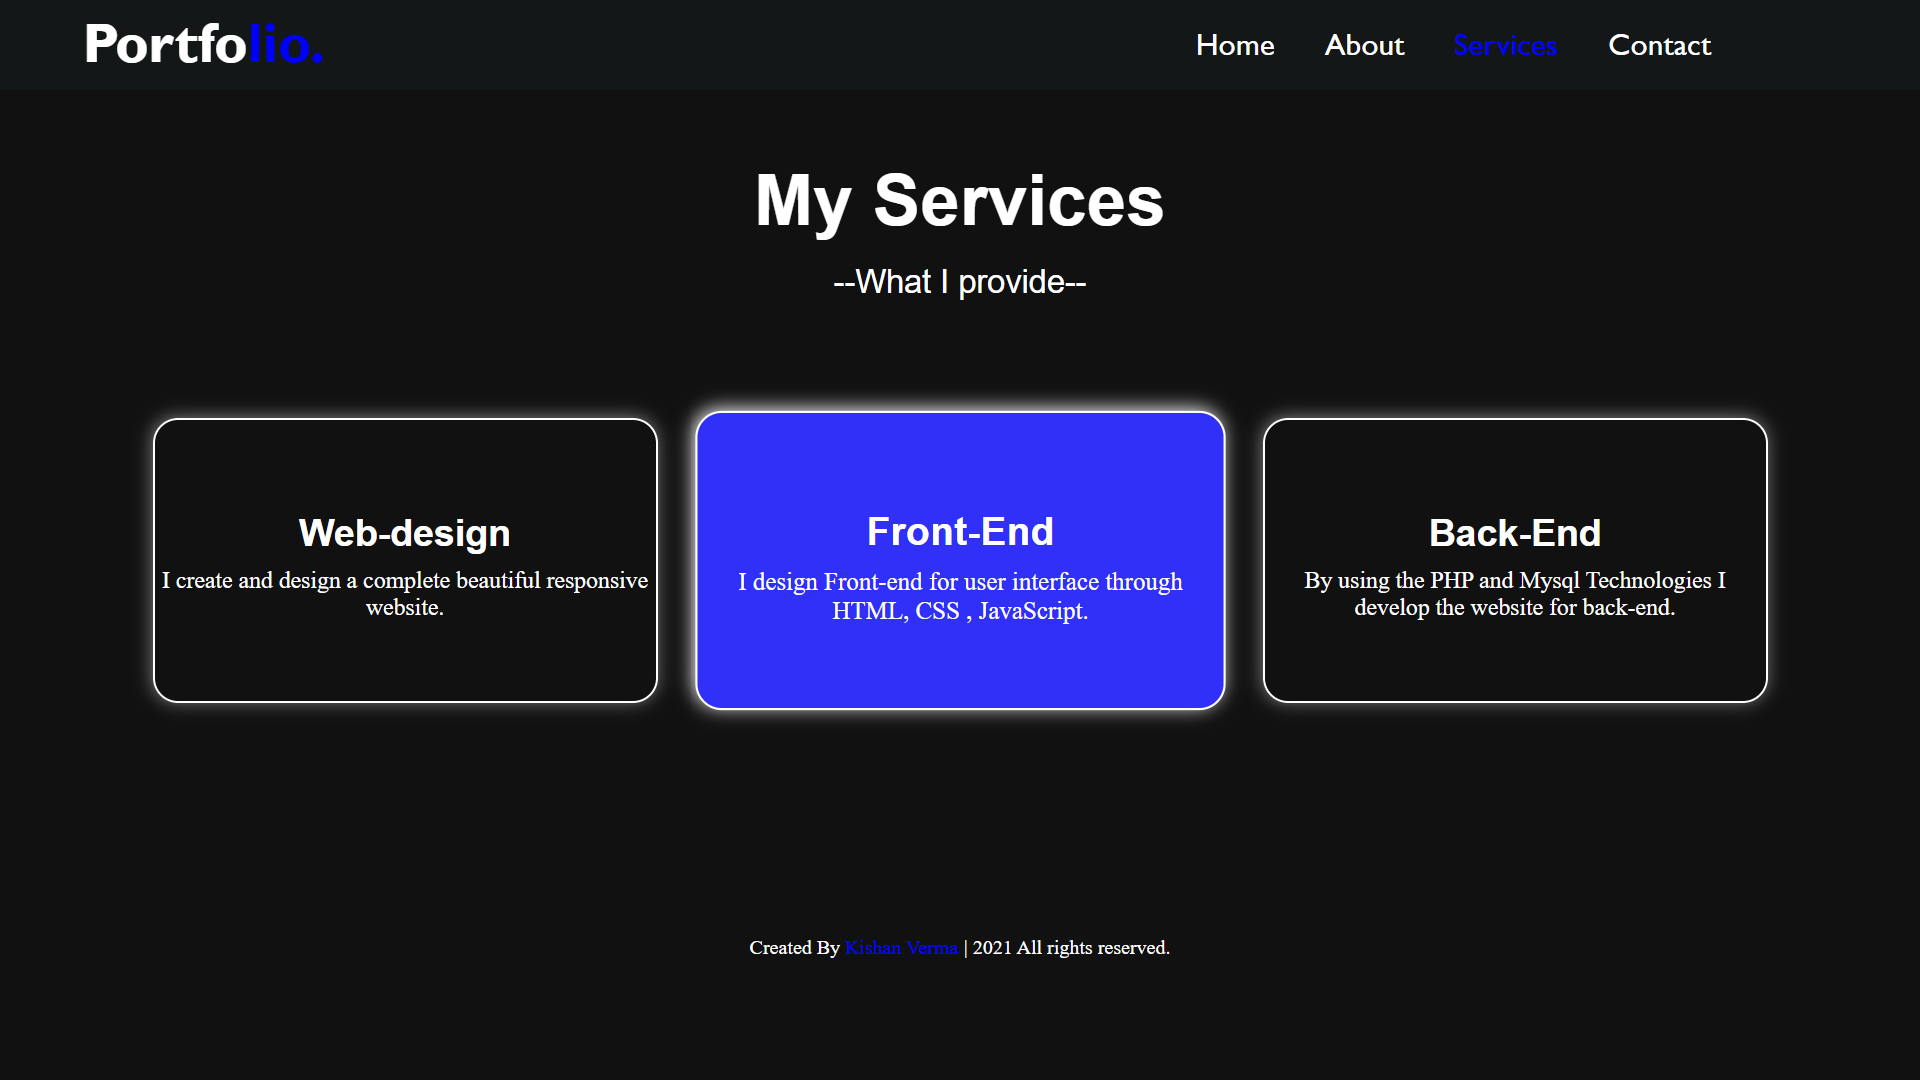 Portfolio.
Home About Services Contact
My Services
--What I provide--
Web-design
I create and design a complete beautiful responsive
website.
Front-End
I design Front-end for user interface through
HTML, CSS , JavaScript.
Back-End
By using the PHP and Mysql Technologies I
develop the website for back-end.
Created By Kishan Verma | 2021 All rights reserved.